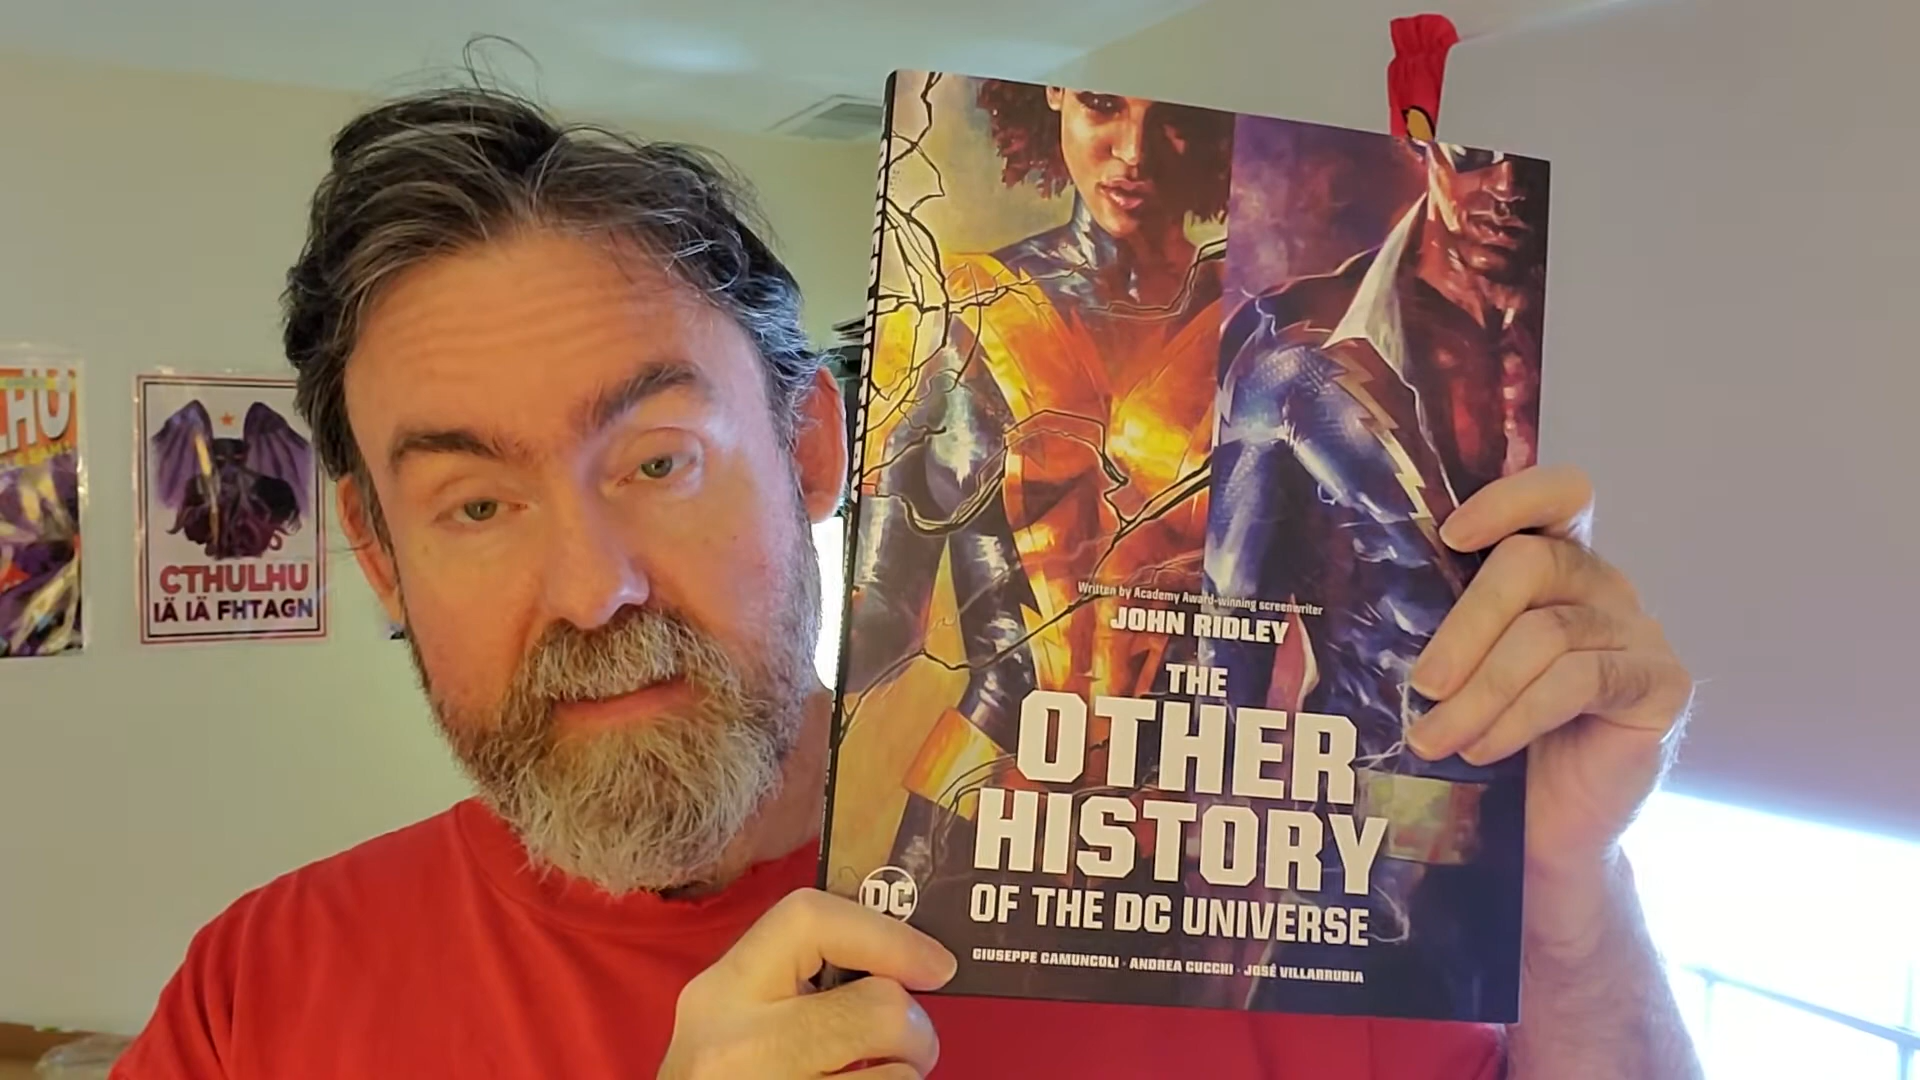 HU
CTHULHU
IÄ IÄ FHTAGN
Written by Academy Award-winning screenwriter
JOHN RIDLEY
THE
OTHER
HISTORY
OF THE DC UNIVERSE
DC
GIUSEPPE CAMUNCOLI · ANDREA CUCCHI · JOSÉ VILLARRUBIA